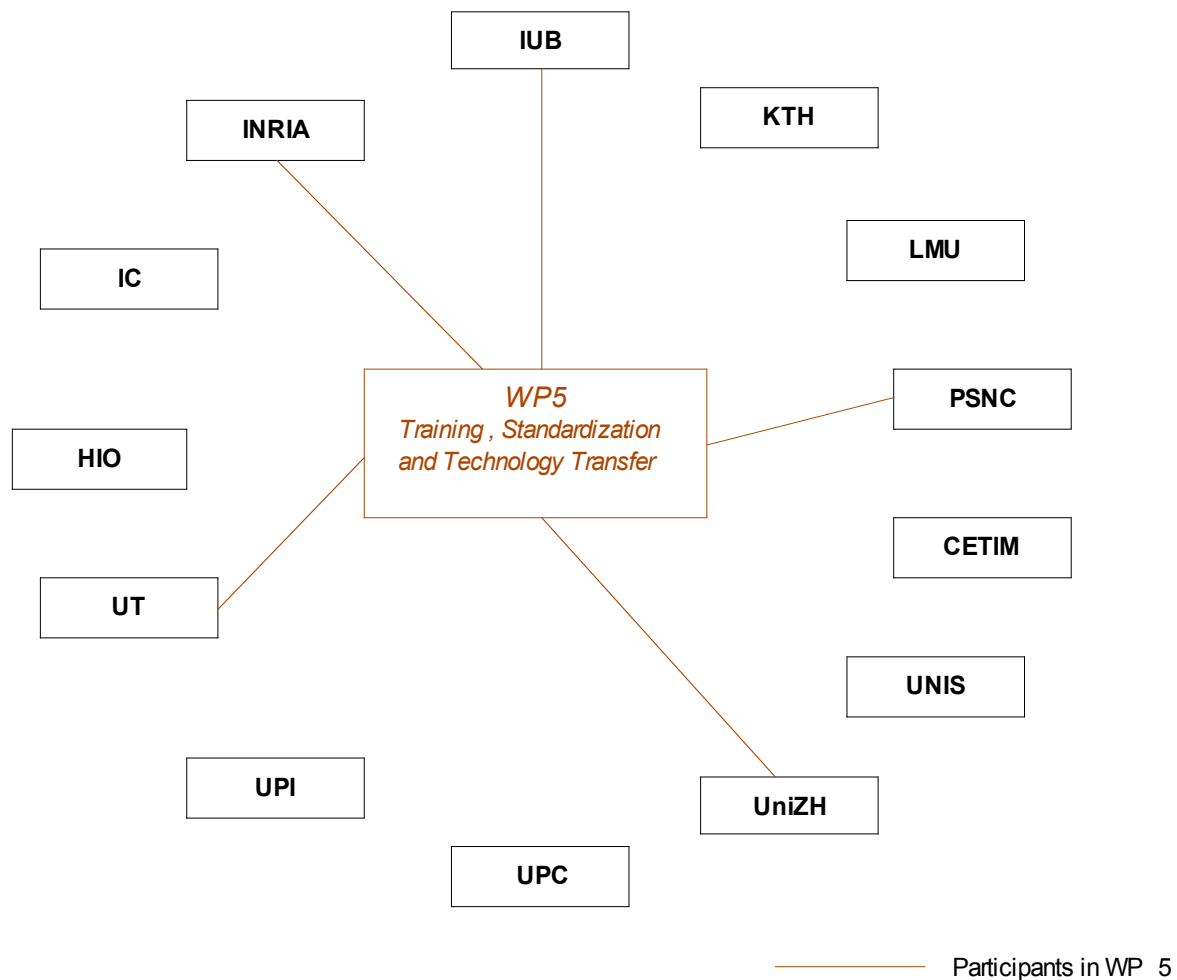 IUB
KTH
INRIA
LMU
IC
PSNC
WP5
Training , Standardization
and Technology Transfer
HIO
CETIM
UT
UNIS
UPI
UniZH
UPC
Participants in WP 5